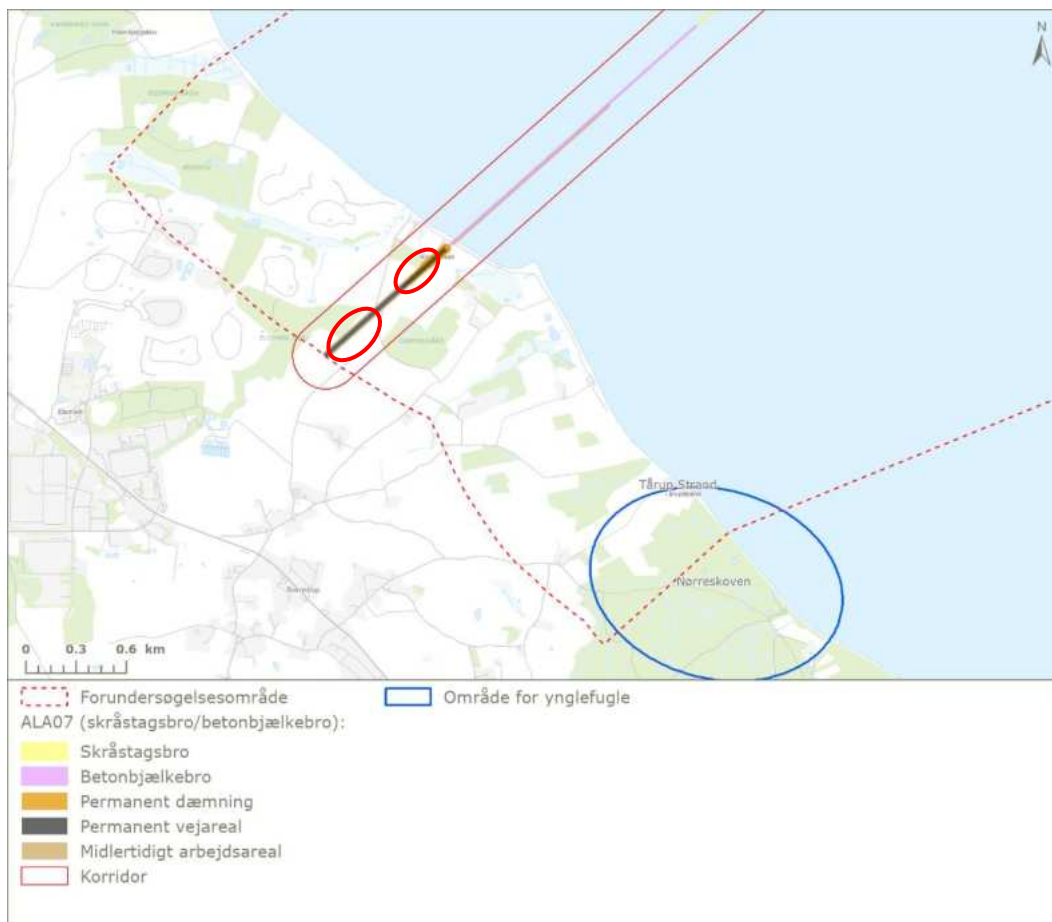 N
Tårup Strand
Nørreskoven
0 0.3 0.6 km
Forundersøgelsesområde
Område for ynglefugle
ALA07 (skråstagsbro/betonbjælkebro):
Skråstagsbro
Betonbjælkebro
Permanent dæmning
Permanent vejareal
Midlertidigt arbejdsareal
Korridor